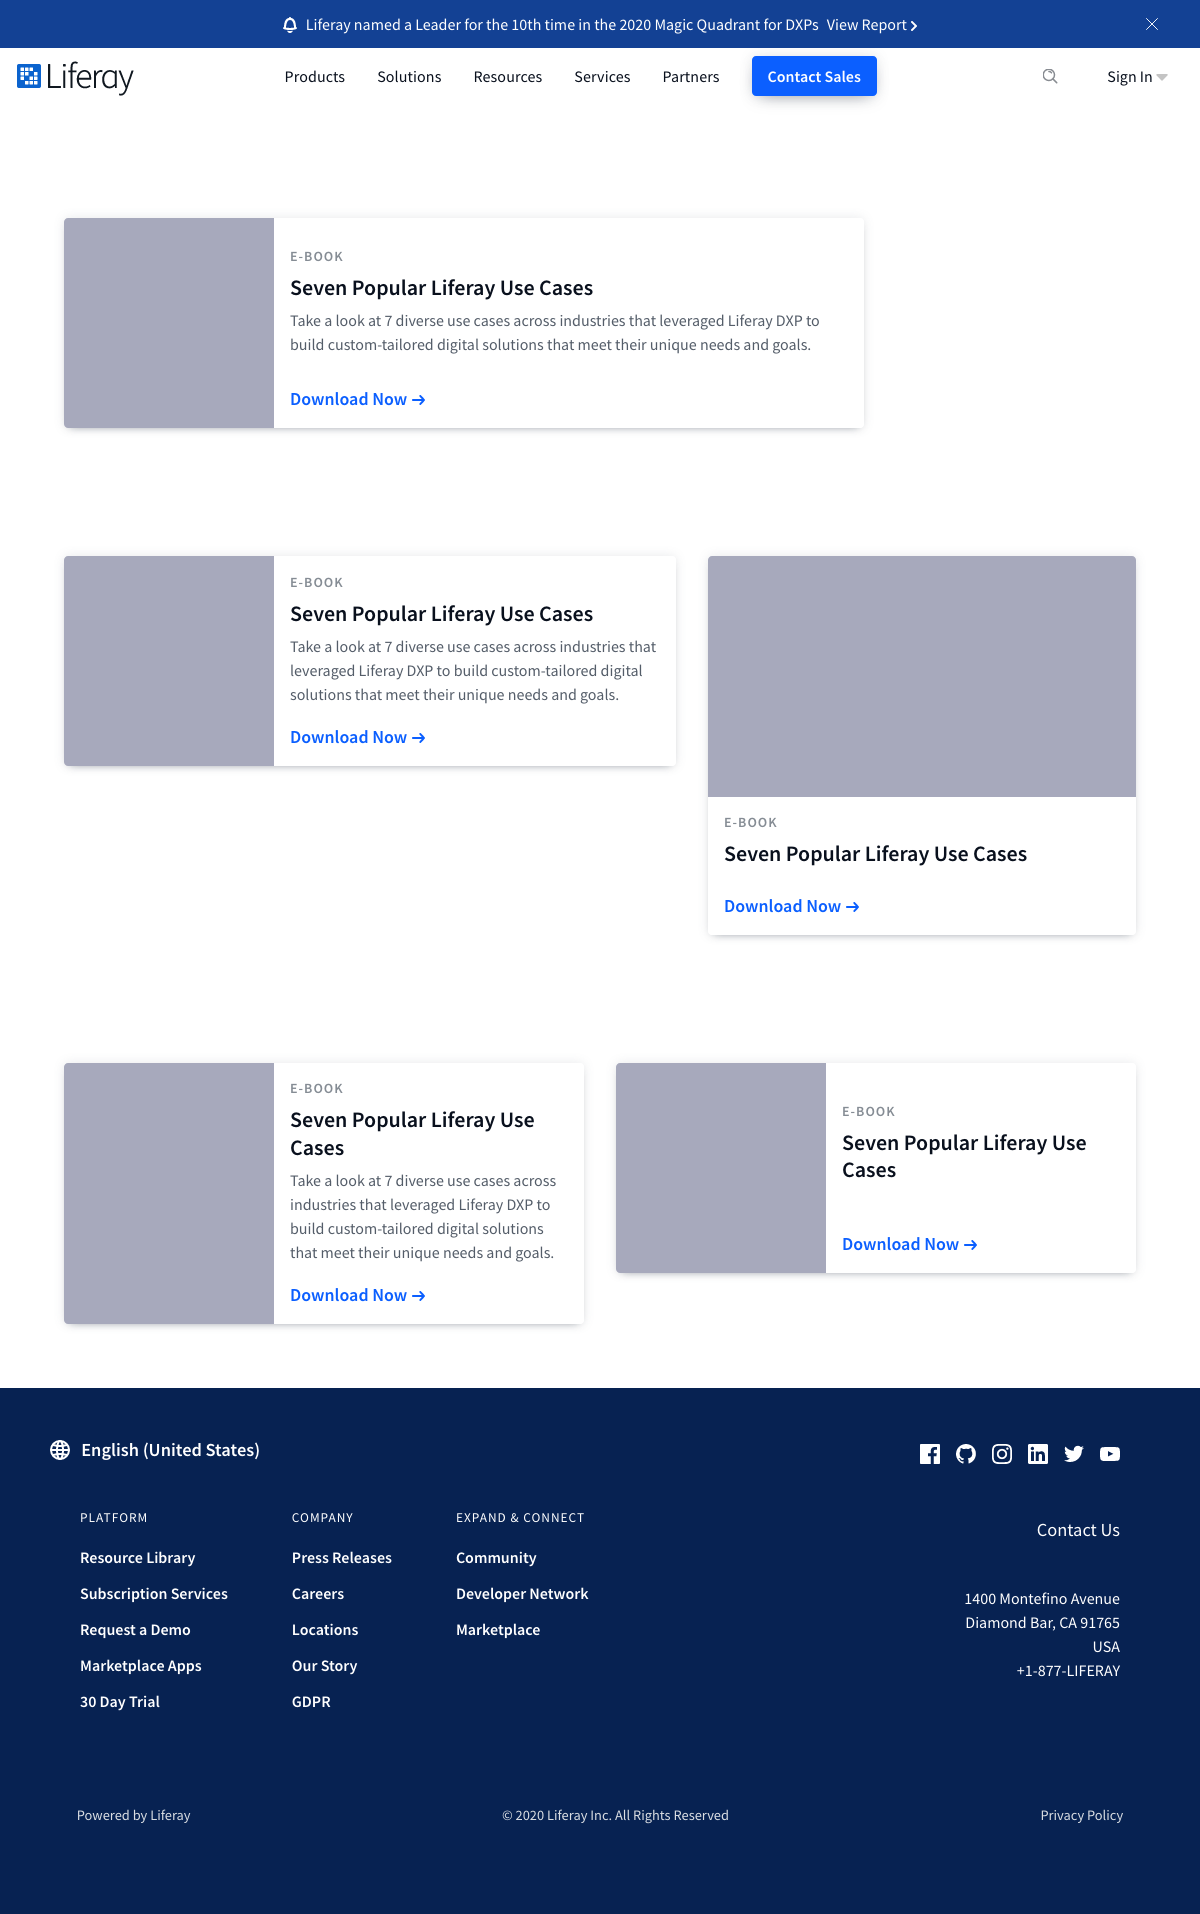 Liferay named a Leader for the 10th time in the 2020 Magic Quadrant for DXPs View Report
Liferay
Products
Solutions
Resources
Services
Partners
Contact Sales
Sign In
E-BOOK
Seven Popular Liferay Use Cases
Take a look at 7 diverse use cases across industries that leveraged Liferay DXP to
build custom-tailored digital solutions that meet their unique needs and goals.
Download Now
E-BOOK
Seven Popular Liferay Use Cases
Take a look at 7 diverse use cases across industries that
leveraged Liferay DXP to build custom-tailored digital
solutions that meet their unique needs and goals.
Download Now
E-BOOK
Seven Popular Liferay Use Cases
Download Now
E-BOOK
Seven Popular Liferay Use
Cases
Take a look at 7 diverse use cases across
industries that leveraged Liferay DXP to
build custom-tailored digital solutions
that meet their unique needs and goals.
Download Now
E-BOOK
Seven Popular Liferay Use
Cases
Download Now
English (United States)
PLATFORM
Resource Library
Subscription Services
Request a Demo
Marketplace Apps
30 Day Trial
COMPANY
Press Releases
Careers
Locations
Our Story
GDPR
EXPAND & CONNECT
Community
Developer Network
Marketplace
Contact Us
1400 Montefino Avenue
Diamond Bar, CA 91765
USA
+1-877-LIFERAY
Powered by Liferay
© 2020 Liferay Inc. All Rights Reserved
Privacy Policy